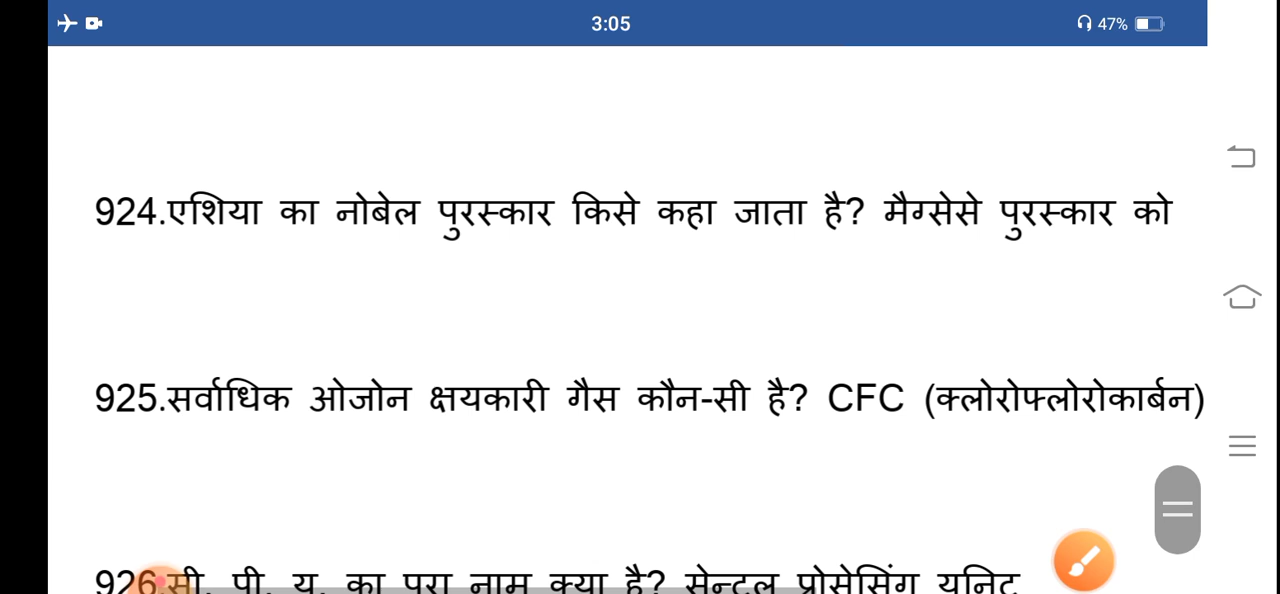 3:05
47%
924.एशिया का नोबेल पुरस्कार किसे कहा जाता है? मैग्सेसे पुरस्कार को
925.सर्वाधिक ओजोन क्षयकारी गैस कौन-सी है? CFC (क्लोरोफ्लोरोकार्बन)
926.सी. पी. यू. का पूरा नाम क्या है? सेन्ट्रल प्रोसेसिंग यूनिट